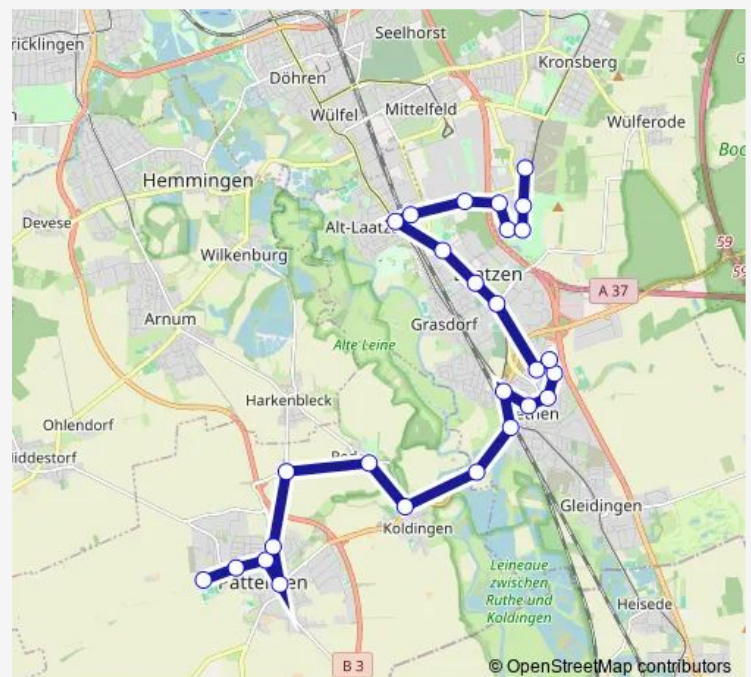 ricklingen
Seelhorst
Kronsberg
Döhren
Wülfel
Mittelfeld
Wülferode
Hemmingen
Devese
Alt-Laatz
Wilkenburg
59
59
A 37
Arnum
Grasdorf
Alte Leine
Harkenbleck
Ohlendorf
iddestorf
Gleidingen
Koldingen
Leineaue
zwischen
Ruthe und
Koldingen
Heisede
B 3
© OpenStreetMap contributors